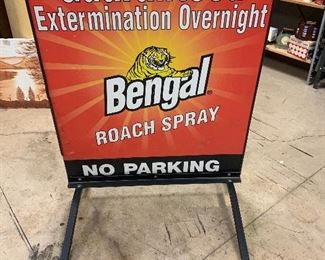 Extermination Overnight
Bengal®
ROACH SPRAY
NO PARKING